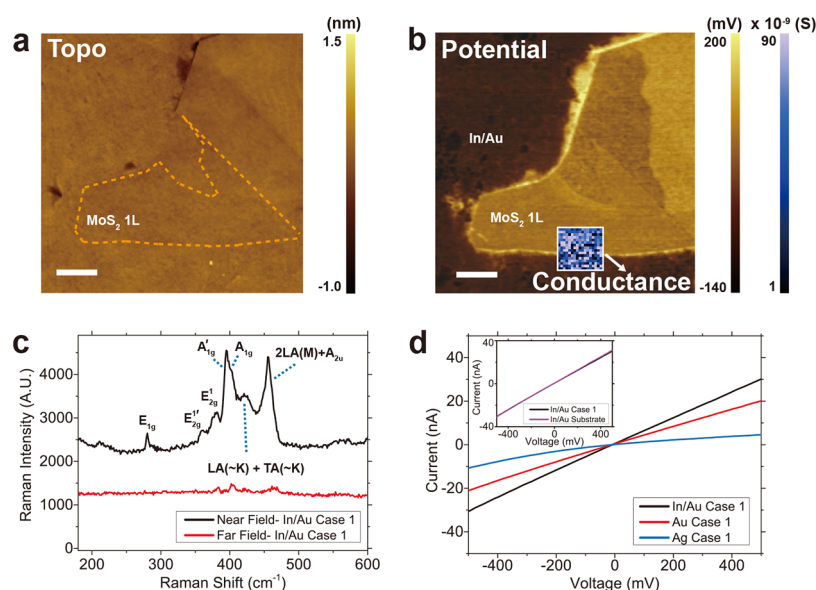 a
Topo
(nm)
1.5
-1.0
MoS₂ 1L
b
Potential
(mV)
200
-140
x 10⁻⁹ (S)
90
1
In/Au
MoS₂ 1L
Conductance
c
Raman Intensity (A.U.)
4000
3000
2500
1500
1000
0
E₁g
E¹′₂g
E¹₂g
A′₁g
A₁g
2LA(M)+A₂u
LA(~K) + TA(~K)
Near Field- In/Au Case 1
Far Field- In/Au Case 1
200 300 400 500 600
Raman Shift (cm⁻¹)
d
Current (nA)
40
20
0
-20
-40
Current (nA)
40
0
-40
In/Au Case 1
In/Au Substrate
-500 0 500
Voltage (mV)
In/Au Case 1
Au Case 1
Ag Case 1
-400 -200 0 200 400
Voltage (mV)